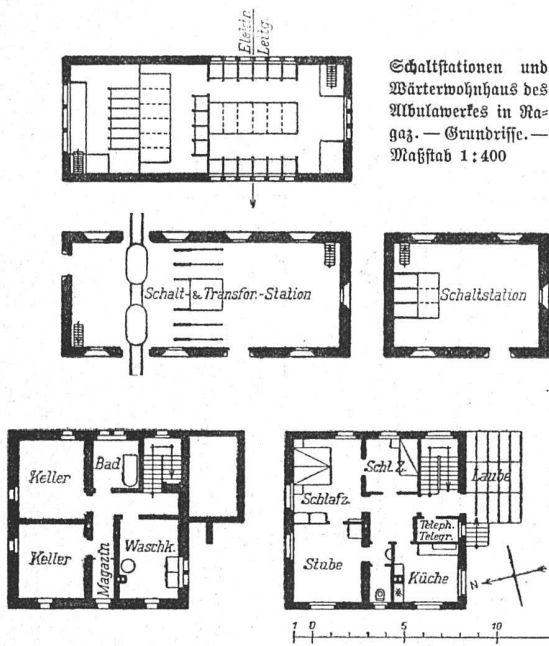 Elektr.
Leitg.
Schaltstationen und
Wärterwohnhaus des
Albulawerkes in Ra-
gaz. — Grundrisse. —
Maßstab 1:400
Schalt- & Transfor.-Station
Schaltstation
Keller
Bad
Keller
Magazin
Waschk.
Schlafz.
Schl. Z.
Laube
Teleph.
Telegr.
Stube
Küche
N
1 0 5 10